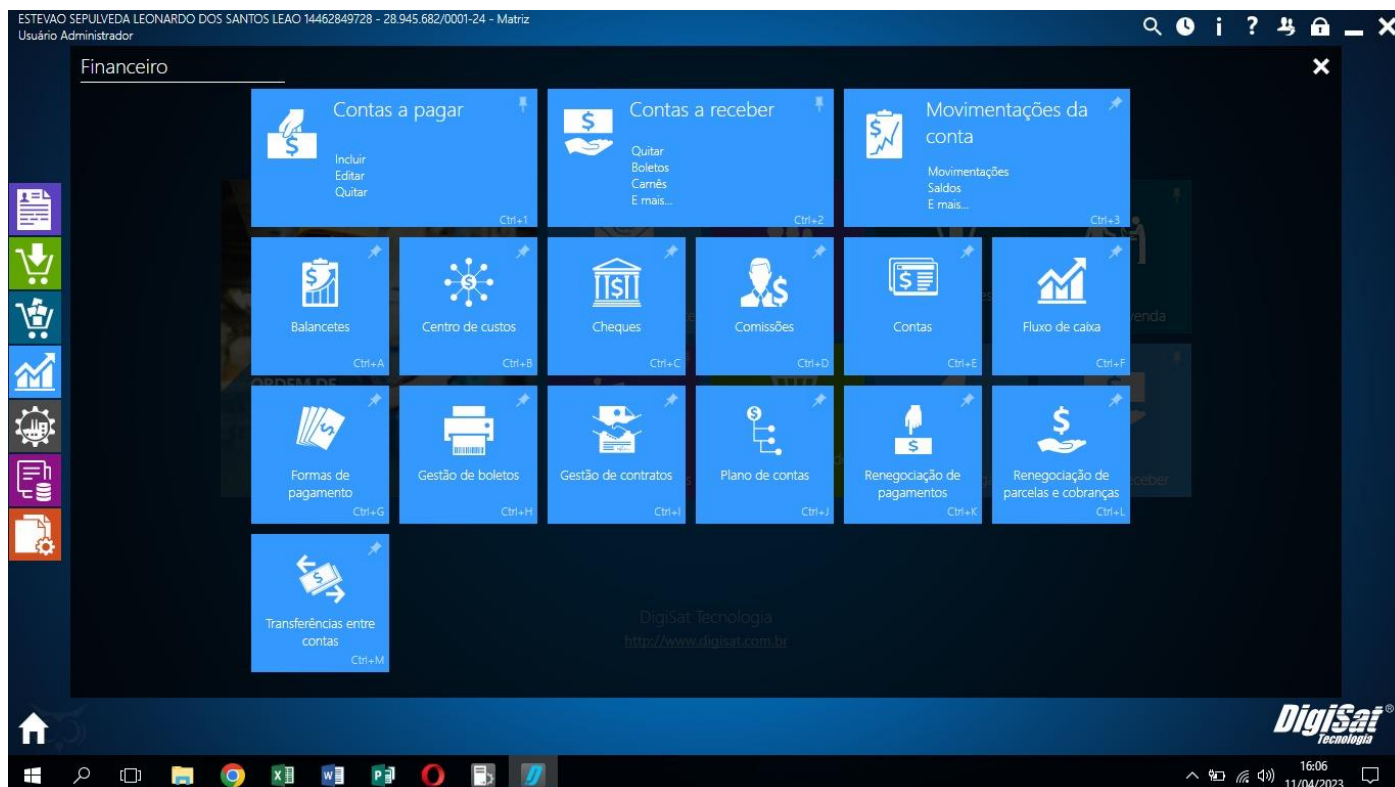 ESTEVAO SEPULVEDA LEONARDO DOS SANTOS LEAO 14462849728 - 28.945.682/0001-24 - Matriz
Usuário Administrador
Financeiro
Contas a pagar
Incluir
Editar
Quitar
Ctrl+1
Contas a receber
Quitar
Boletos
Carnês
E mais...
Ctrl+2
Movimentações da
conta
Movimentações
Saldos
E mais...
Ctrl+3
Balancetes
Ctrl+A
Centro de custos
Ctrl+B
Cheques
Ctrl+C
Comissões
Ctrl+D
Contas
Ctrl+E
Fluxo de caixa
Ctrl+F
venda
ORDEM DE
Formas de
pagamento
Ctrl+G
Gestão de boletos
Ctrl+H
Gestão de contratos
Ctrl+I
Plano de contas
Ctrl+J
Renegociação de
pagamentos
Ctrl+K
Renegociação de
parcelas e cobranças
Ctrl+L
receber
Transferências entre
contas
Ctrl+M
DigiSat Tecnologia
http://www.digisat.com.br
DigiSat®
Tecnologia
16:06
11/04/2023